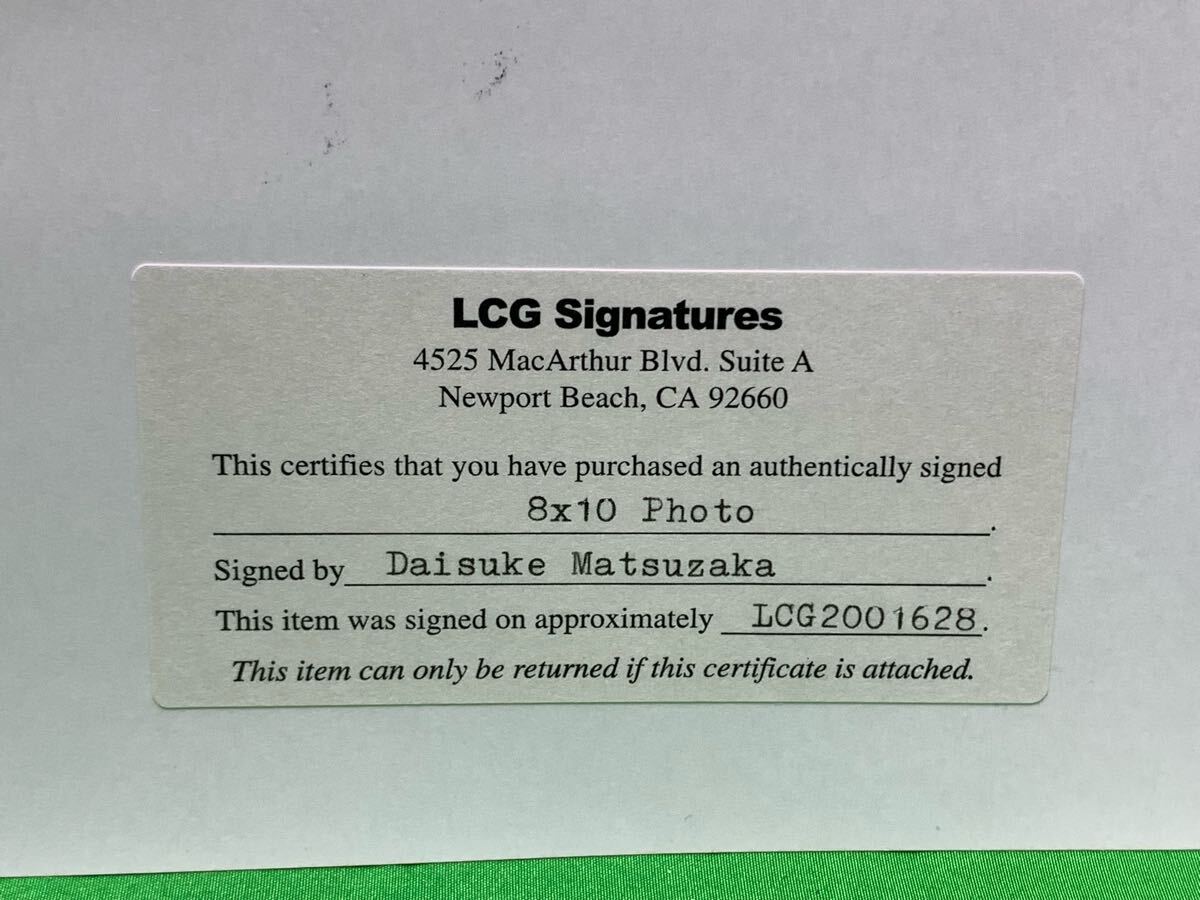 LCG Signatures
4525 MacArthur Blvd. Suite A
Newport Beach, CA 92660
This certifies that you have purchased an authentically signed
8x10 Photo.
Signed by Daisuke Matsuzaka.
This item was signed on approximately LCG2001628.
This item can only be returned if this certificate is attached.